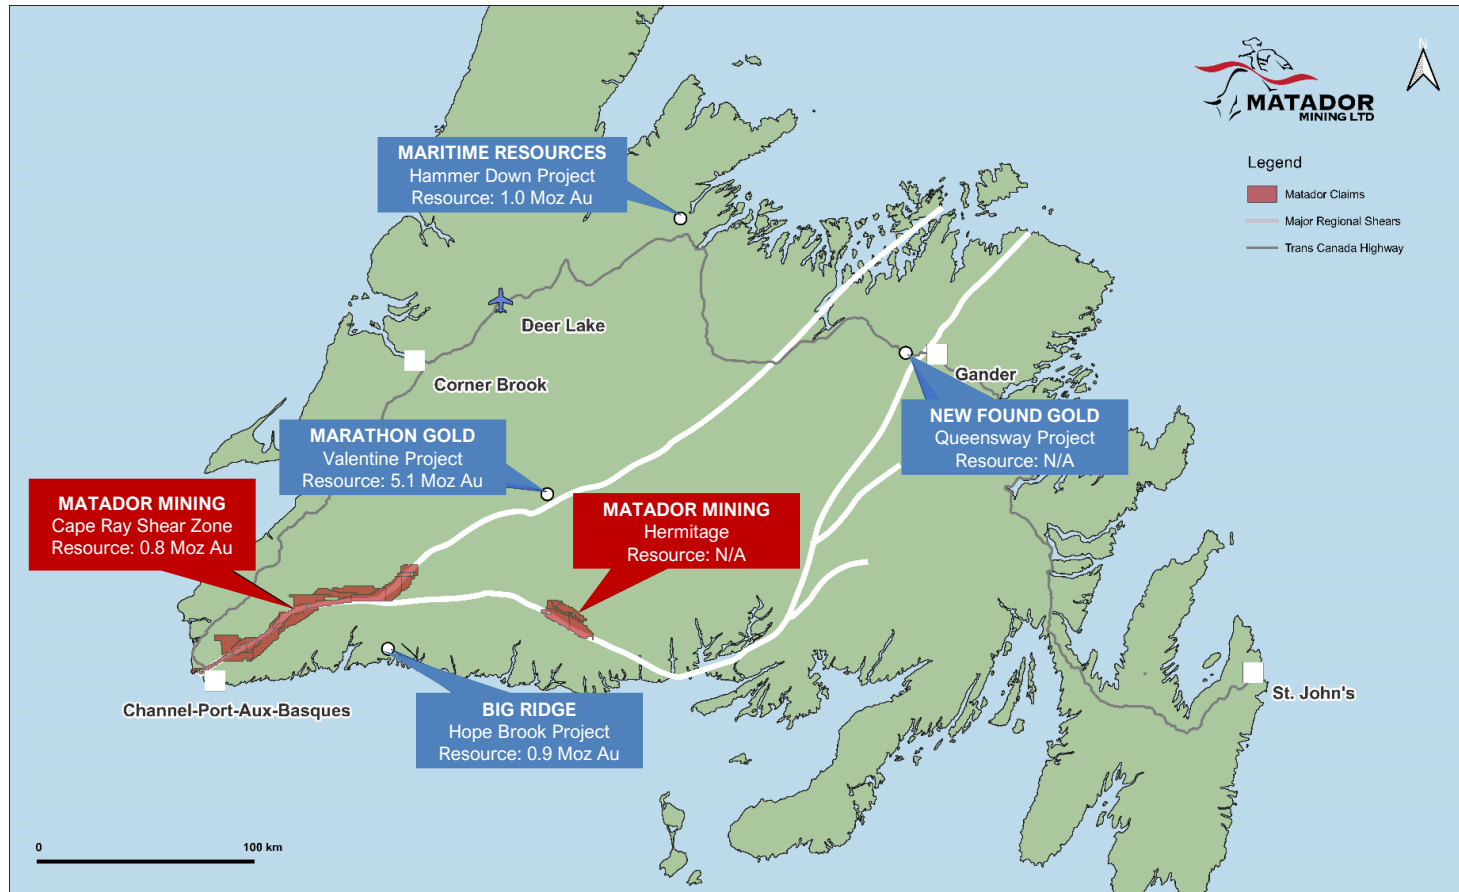 N
MATADOR
MINING LTD
Legend
Matador Claims
Major Regional Shears
Trans Canada Highway
MARITIME RESOURCES
Hammer Down Project
Resource: 1.0 Moz Au
Deer Lake
Corner Brook
Gander
NEW FOUND GOLD
Queensway Project
Resource: N/A
MARATHON GOLD
Valentine Project
Resource: 5.1 Moz Au
MATADOR MINING
Cape Ray Shear Zone
Resource: 0.8 Moz Au
MATADOR MINING
Hermitage
Resource: N/A
Channel-Port-Aux-Basques
BIG RIDGE
Hope Brook Project
Resource: 0.9 Moz Au
St. John's
0
100 km